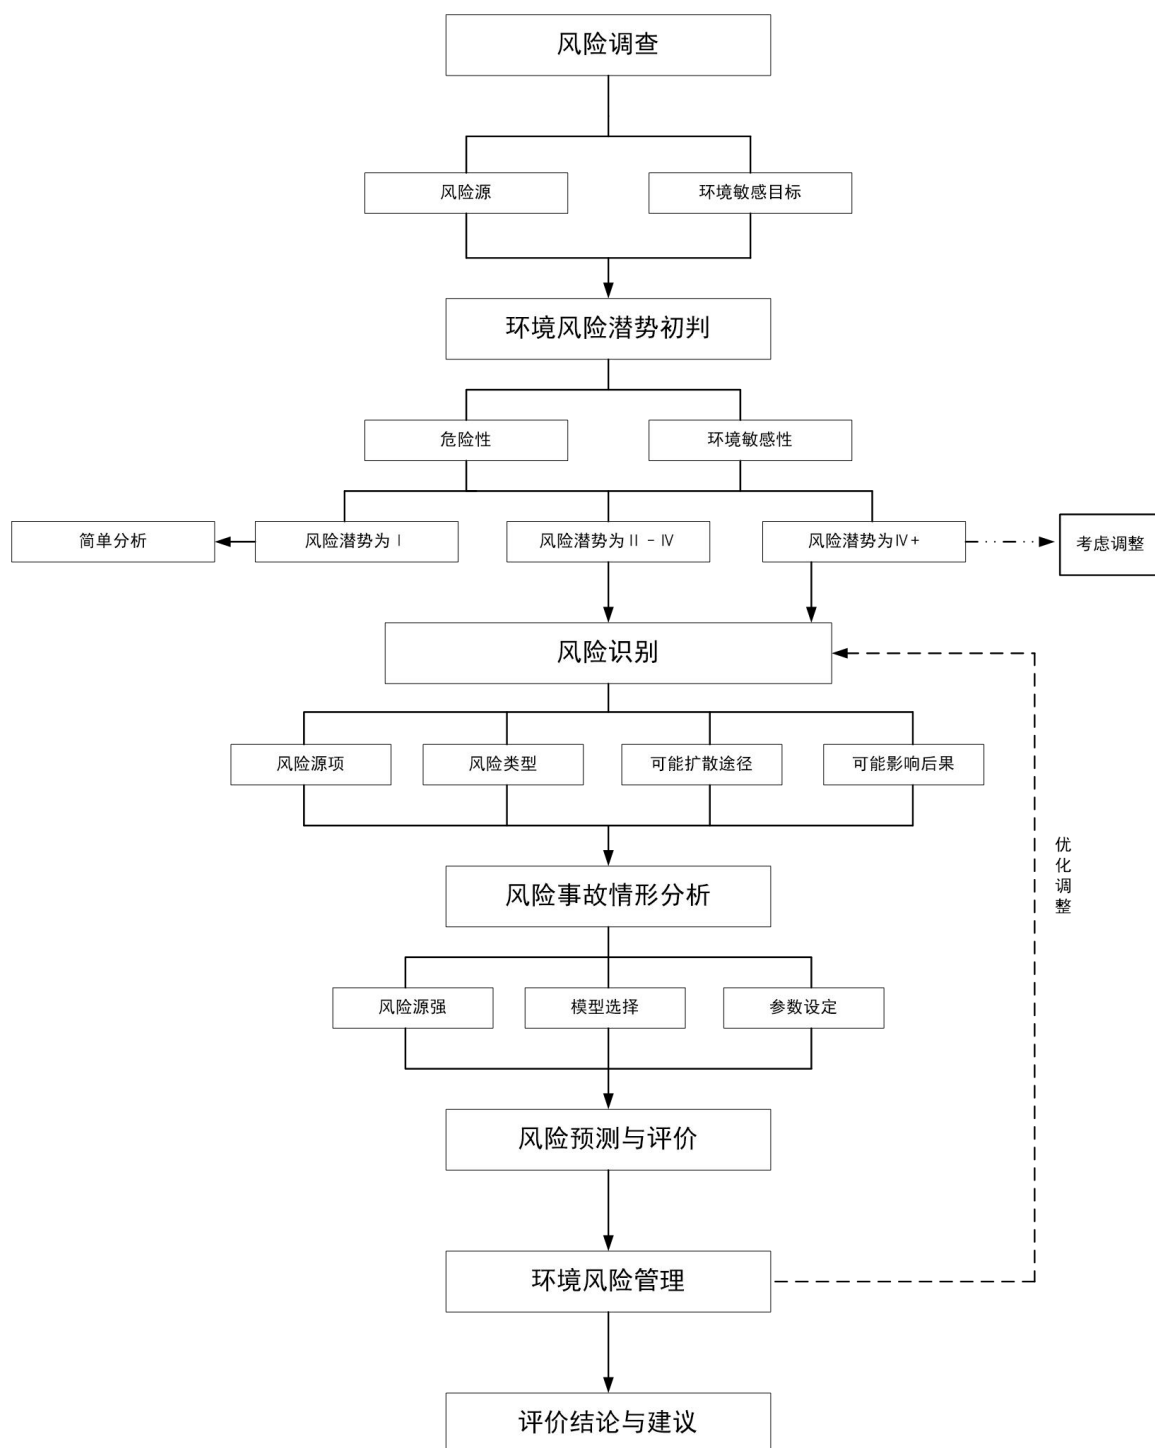 风险调查
风险源
环境敏感目标
环境风险潜势初判
危险性
环境敏感性
简单分析
风险潜势为Ⅰ
风险潜势为Ⅱ-Ⅳ
风险潜势为Ⅳ+
考虑调整
风险识别
风险源项
风险类型
可能扩散途径
可能影响后果
优化调整
风险事故情形分析
风险源强
模型选择
参数设定
风险预测与评价
环境风险管理
评价结论与建议